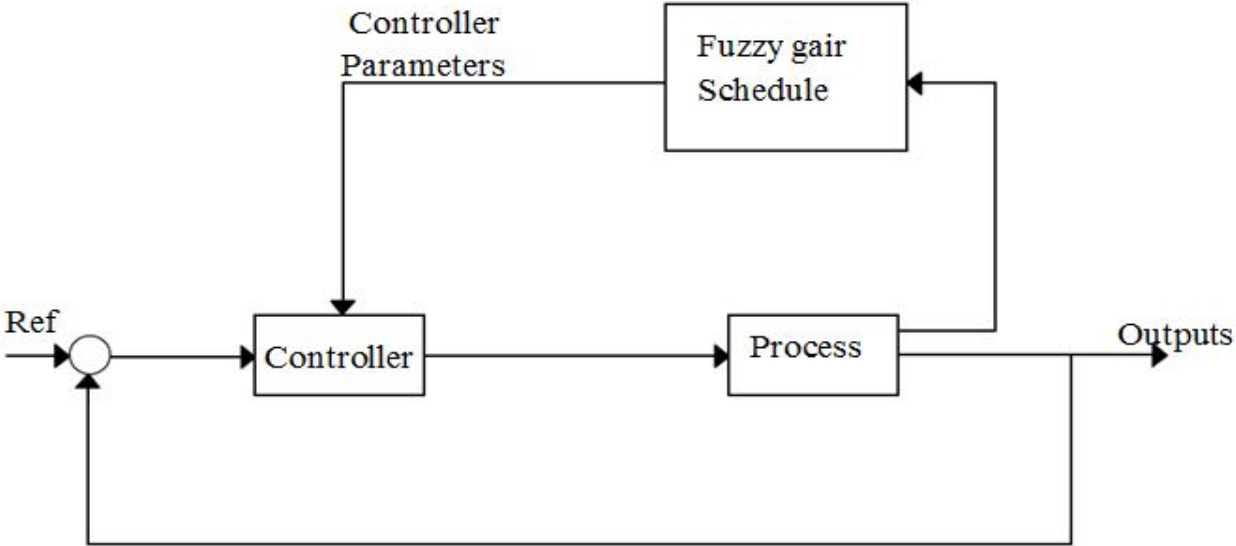 Controller
Parameters
Fuzzy gair
Schedule
Ref
Controller
Process
Outputs